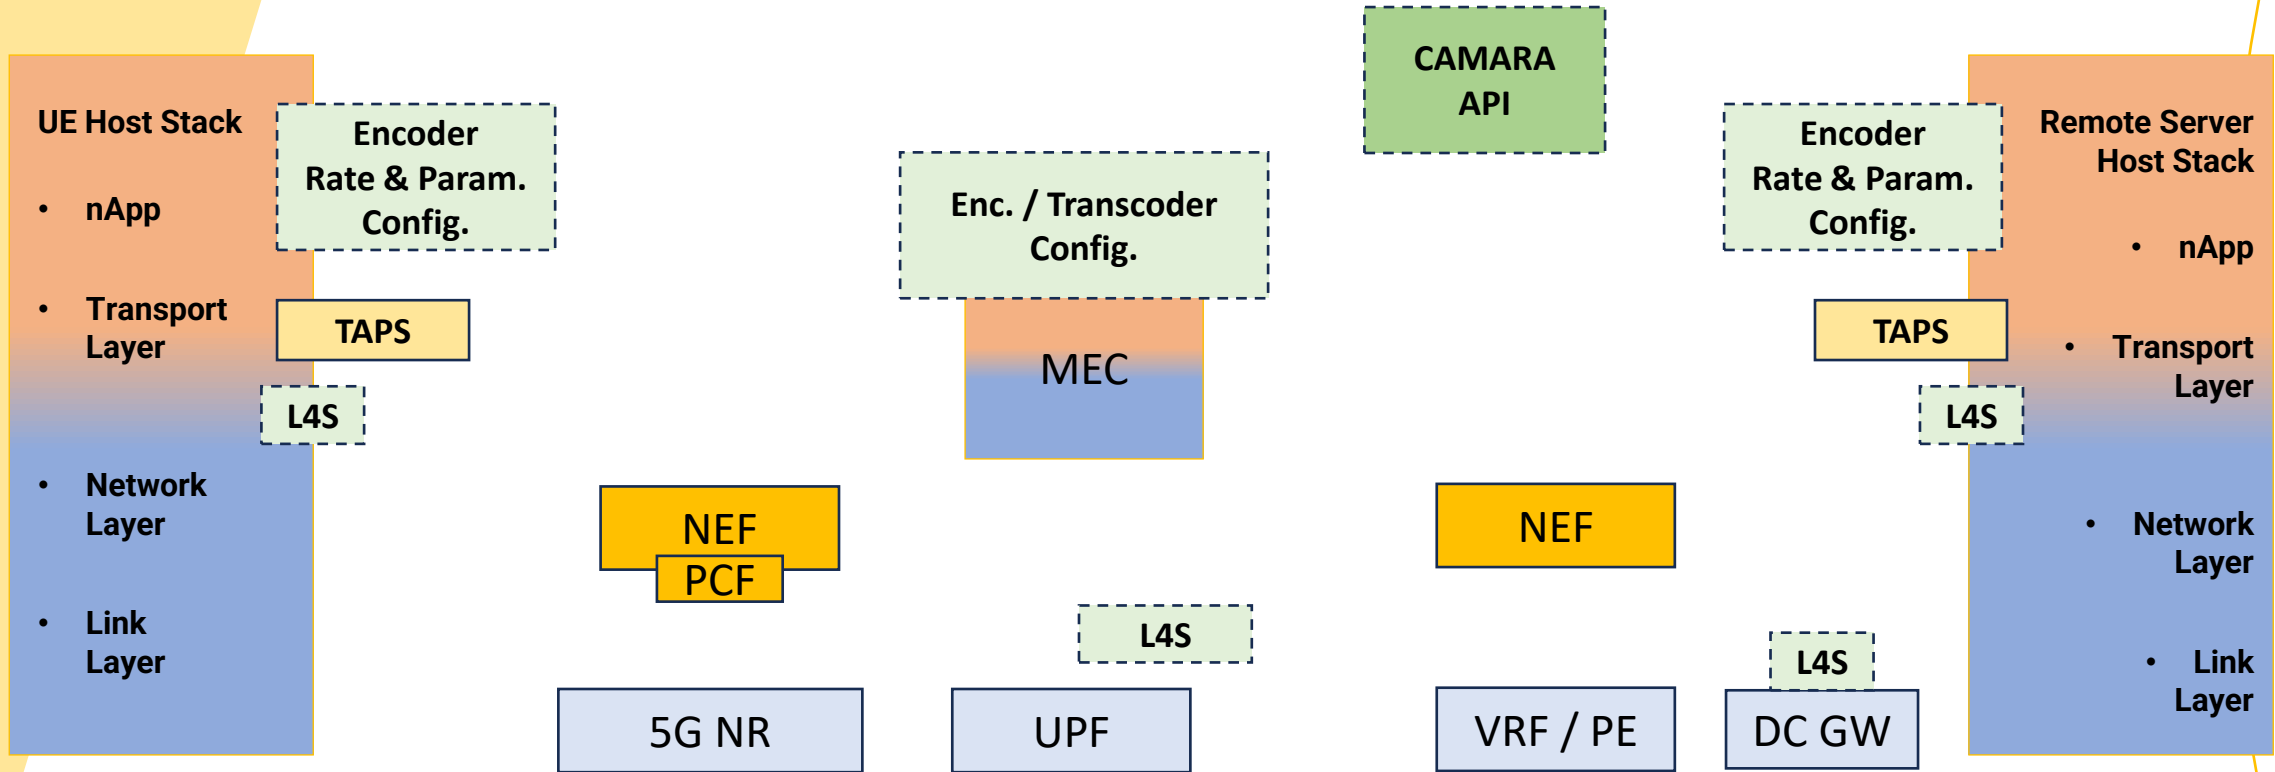 UE Host Stack
• nApp
• Transport
Layer
• Network
Layer
• Link
Layer
Encoder
Rate & Param.
Config.
TAPS
L4S
NEF
PCF
5G NR
Enc. / Transcoder
Config.
MEC
L4S
UPF
CAMARA
API
NEF
VRF / PE
Encoder
Rate & Param.
Config.
TAPS
L4S
L4S
DC GW
Remote Server
Host Stack
• nApp
• Transport
Layer
• Network
Layer
• Link
Layer